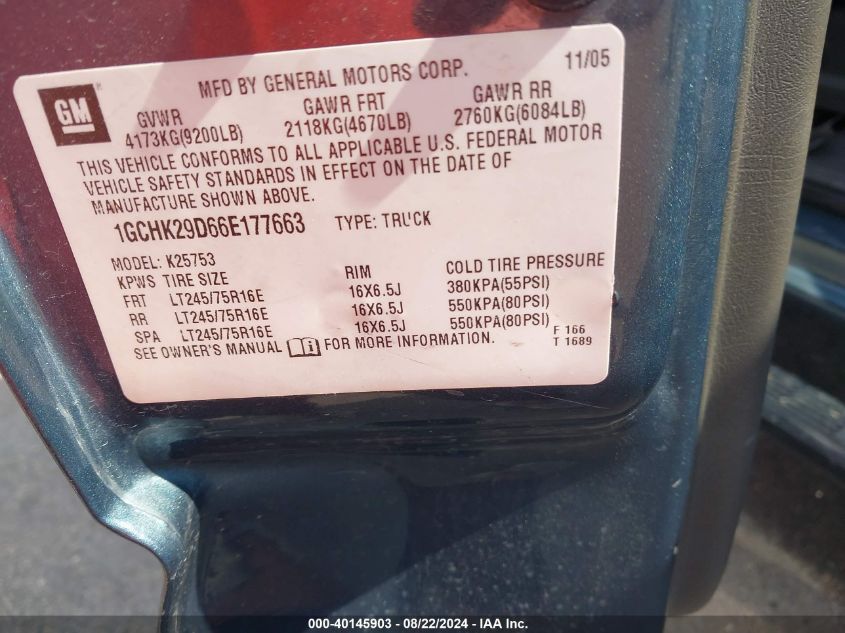 GM
MFD BY GENERAL MOTORS CORP. 11/05
GVWR GAWR FRT GAWR RR
4173KG(9200LB) 2118KG(4670LB) 2760KG(6084LB)
THIS VEHICLE CONFORMS TO ALL APPLICABLE U.S. FEDERAL MOTOR
VEHICLE SAFETY STANDARDS IN EFFECT ON THE DATE OF
MANUFACTURE SHOWN ABOVE.
1GCHK29D66E177663 TYPE: TRUCK
MODEL: K25753
KPWS TIRE SIZE RIM COLD TIRE PRESSURE
FRT LT245/75R16E 16X6.5J 380KPA(55PSI)
RR LT245/75R16E 16X6.5J 550KPA(80PSI)
SPA LT245/75R16E 16X6.5J 550KPA(80PSI)
SEE OWNER'S MANUAL FOR MORE INFORMATION.
F 166
T 1689
000-40145903 - 08/22/2024 - IAA Inc.